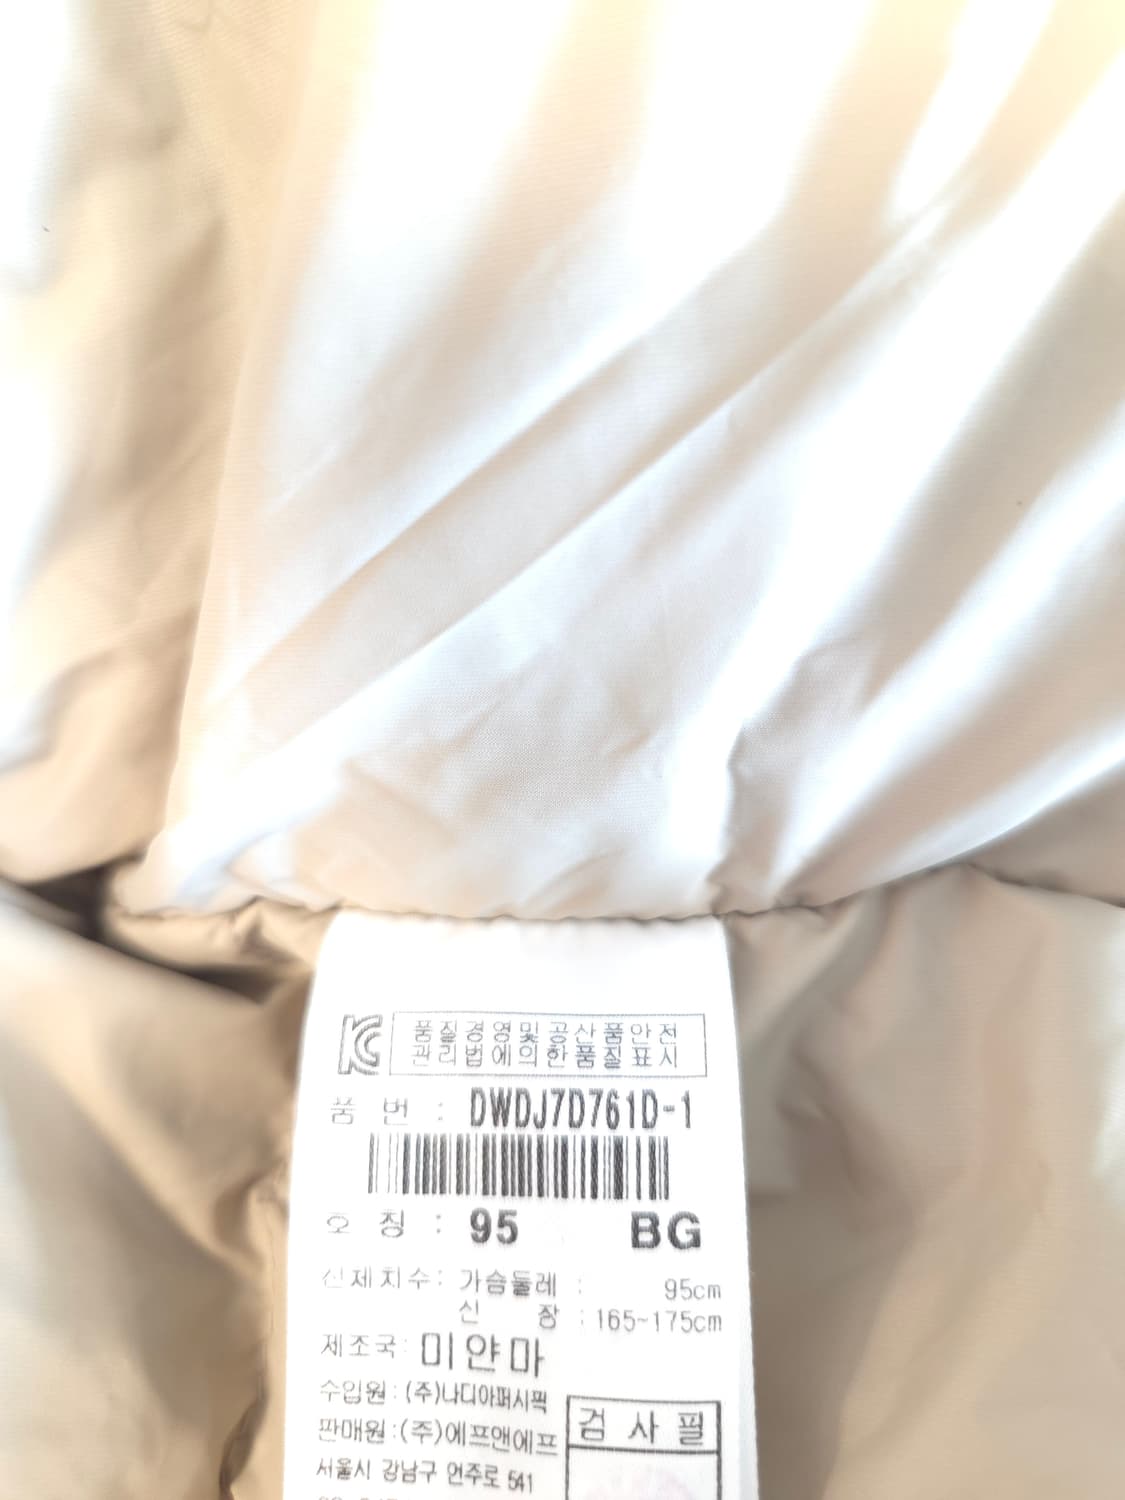 품질경영및공산품안전
관리법에의한품질표시
품 번 : DWDJ7D761D-1
호 칭 : 95 BG
신체치수: 가슴둘레 : 95cm
신 장 : 165~175cm
제조국: 미얀마
수입원 : (주)나디아퍼시픽
판매원 : (주)에프앤에프
서울시 강남구 언주로 541
검 사 필